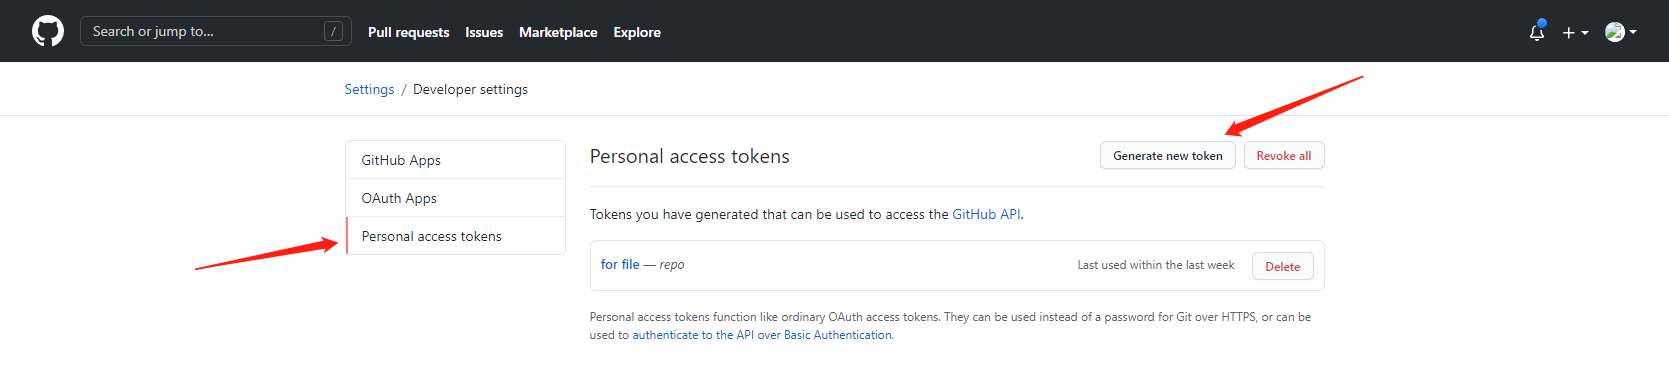 Search or jump to... /
Pull requests Issues Marketplace Explore
Settings / Developer settings
GitHub Apps
OAuth Apps
Personal access tokens
Personal access tokens
Generate new token
Revoke all
Tokens you have generated that can be used to access the GitHub API.
for file — repo
Last used within the last week
Delete
Personal access tokens function like ordinary OAuth access tokens. They can be used instead of a password for Git over HTTPS, or can be
used to authenticate to the API over Basic Authentication.